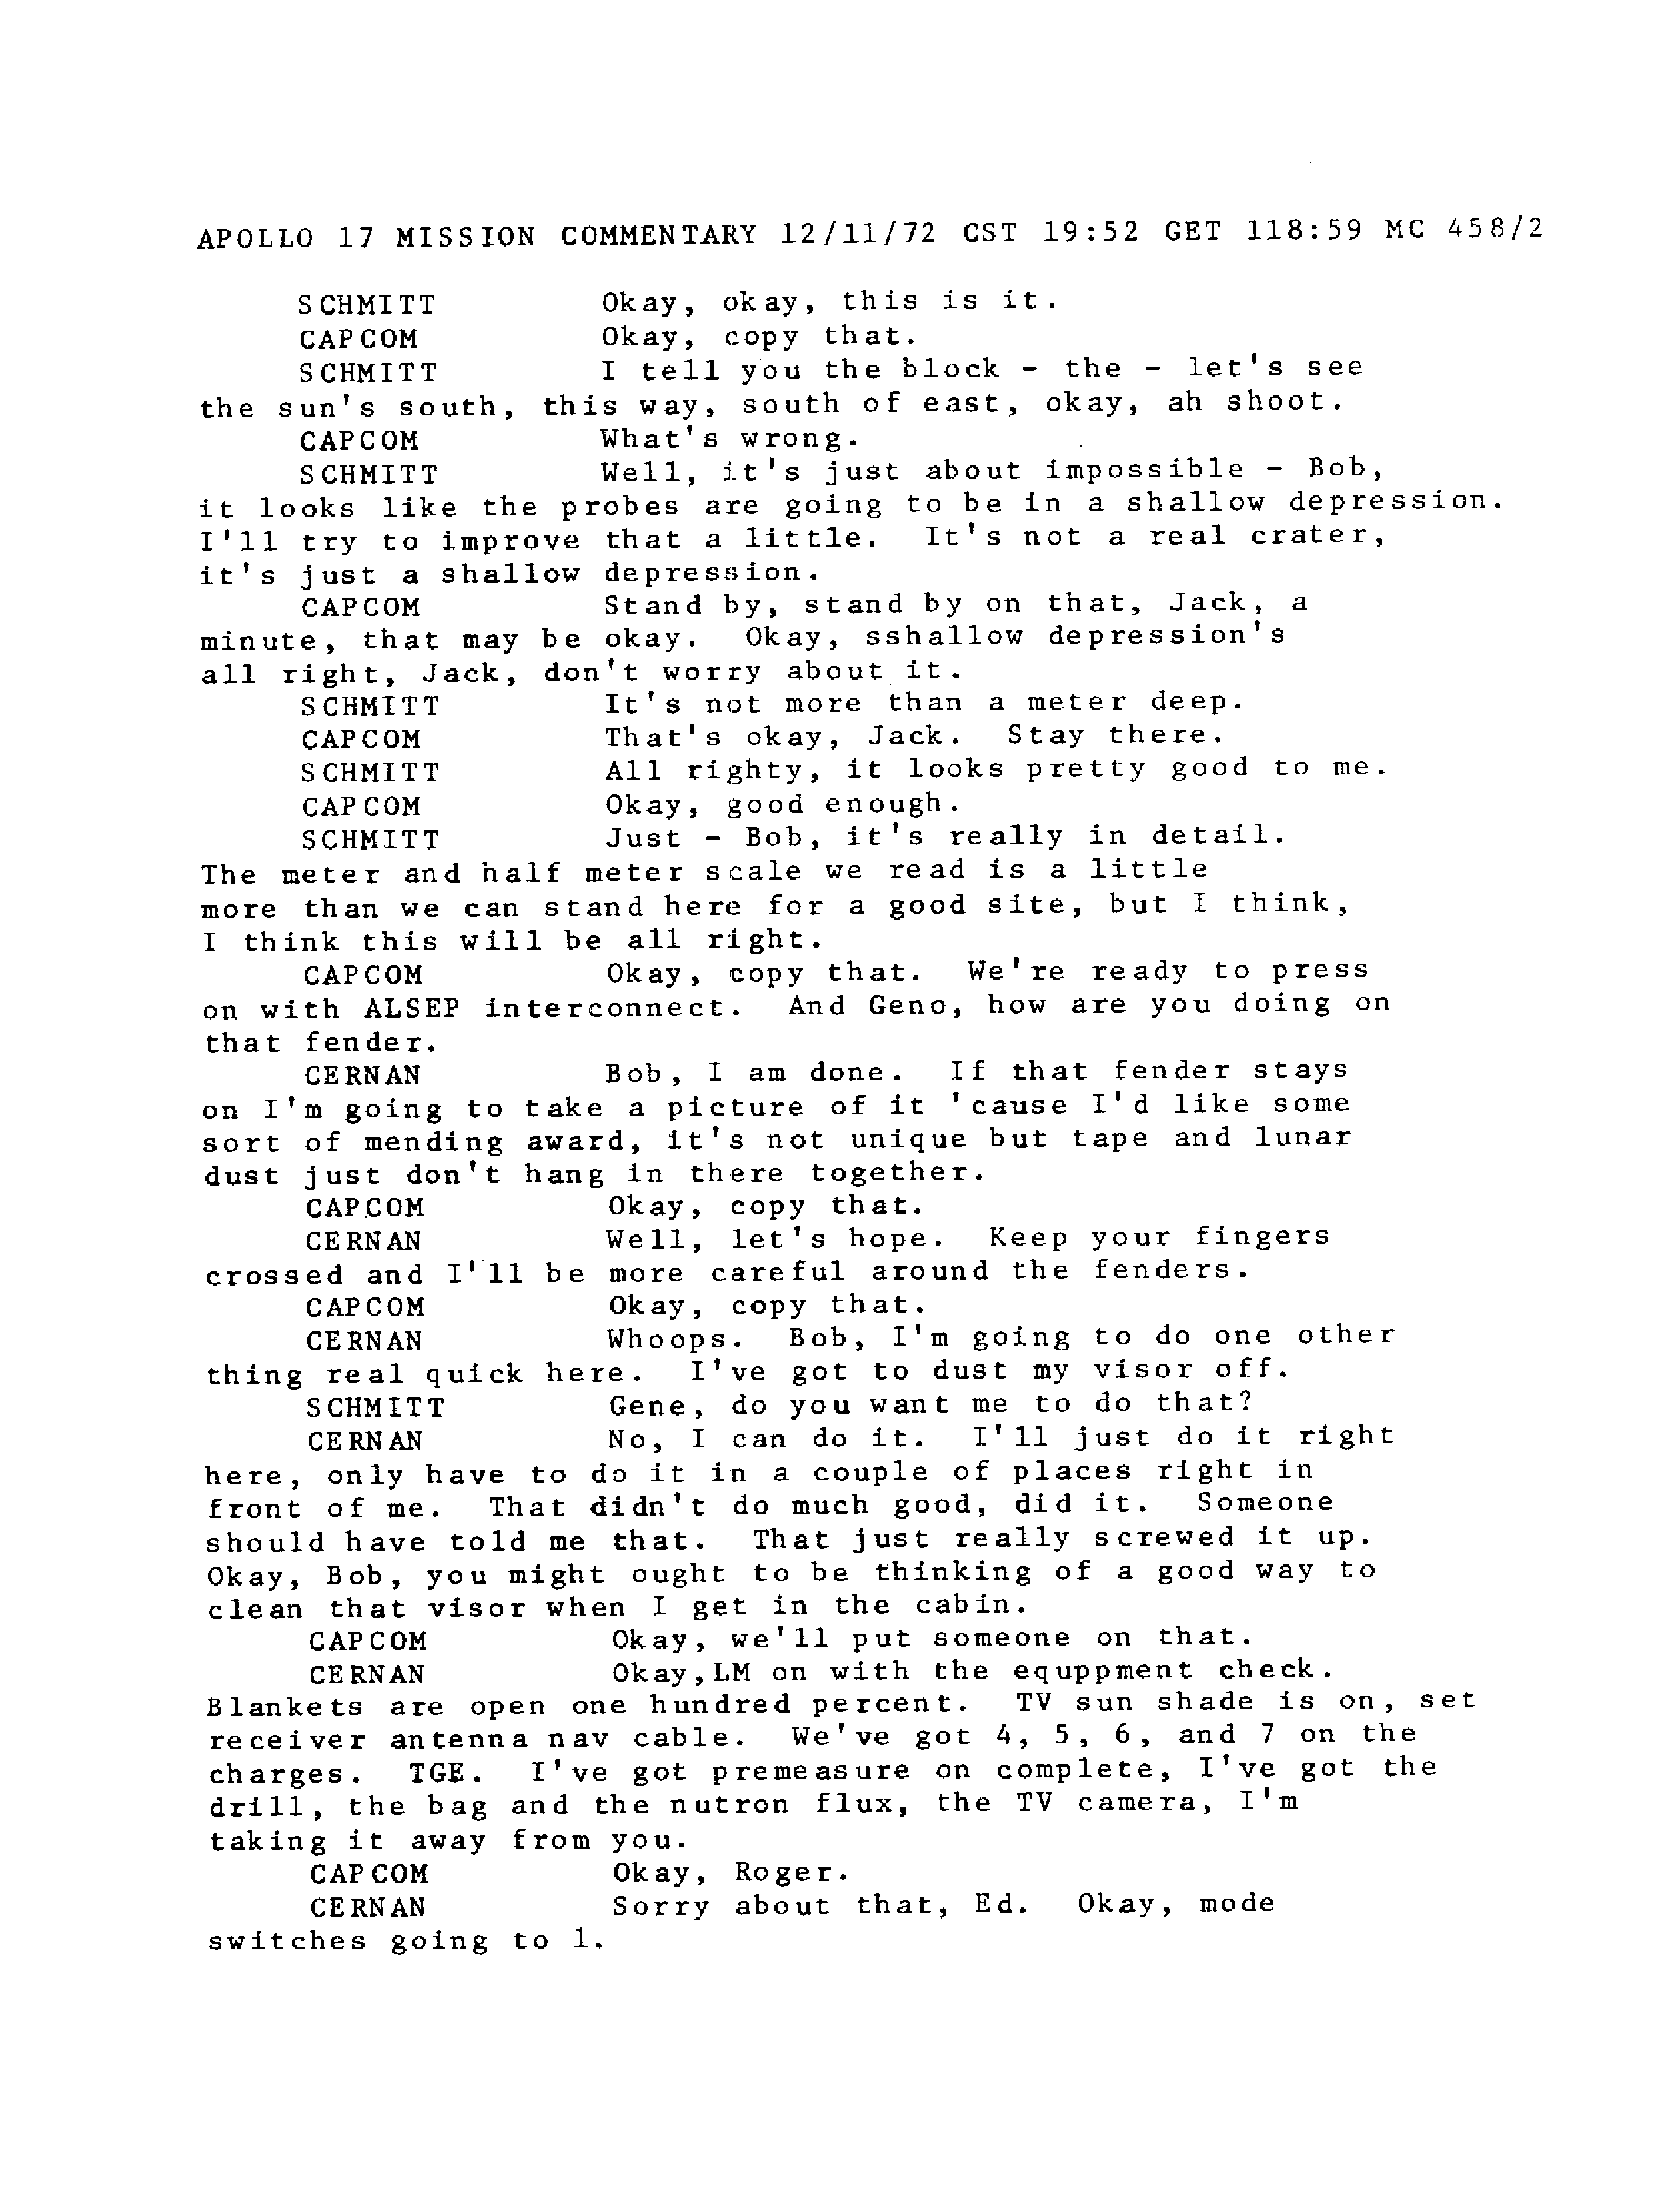 APOLLO 17 MISSION COMMENTARY 12/11/72 CST 19:52 GET 118:59 MC 458/2
SCHMITT Okay, okay, this is it.
CAPCOM Okay, copy that.
SCHMITT I tell you the block - the - let's see
the sun's south, this way, south of east, okay, ah shoot.
CAPCOM What's wrong.
SCHMITT Well, it's just about impossible - Bob,
it looks like the probes are going to be in a shallow depression.
I'll try to improve that a little. It's not a real crater,
it's just a shallow depression.
CAPCOM Stand by, stand by on that, Jack, a
minute, that may be okay. Okay, sshallow depression's
all right, Jack, don't worry about it.
SCHMITT It's not more than a meter deep.
CAPCOM That's okay, Jack. Stay there.
SCHMITT All righty, it looks pretty good to me.
CAPCOM Okay, good enough.
SCHMITT Just - Bob, it's really in detail.
The meter and half meter scale we read is a little
more than we can stand here for a good site, but I think,
I think this will be all right.
CAPCOM Okay, copy that. We're ready to press
on with ALSEP interconnect. And Geno, how are you doing on
that fender.
CERNAN Bob, I am done. If that fender stays
on I'm going to take a picture of it 'cause I'd like some
sort of mending award, it's not unique but tape and lunar
dust just don't hang in there together.
CAPCOM Okay, copy that.
CERNAN Well, let's hope. Keep your fingers
crossed and I'll be more careful around the fenders.
CAPCOM Okay, copy that.
CERNAN Whoops. Bob, I'm going to do one other
thing real quick here. I've got to dust my visor off.
SCHMITT Gene, do you want me to do that?
CERNAN No, I can do it. I'll just do it right
here, only have to do it in a couple of places right in
front of me. That didn't do much good, did it. Someone
should have told me that. That just really screwed it up.
Okay, Bob, you might ought to be thinking of a good way to
clean that visor when I get in the cabin.
CAPCOM Okay, we'll put someone on that.
CERNAN Okay,LM on with the equppment check.
Blankets are open one hundred percent. TV sun shade is on, set
receiver antenna nav cable. We've got 4, 5, 6, and 7 on the
charges. TGE. I've got premeasure on complete, I've got the
drill, the bag and the nutron flux, the TV camera, I'm
taking it away from you.
CAPCOM Okay, Roger.
CERNAN Sorry about that, Ed. Okay, mode
switches going to 1.